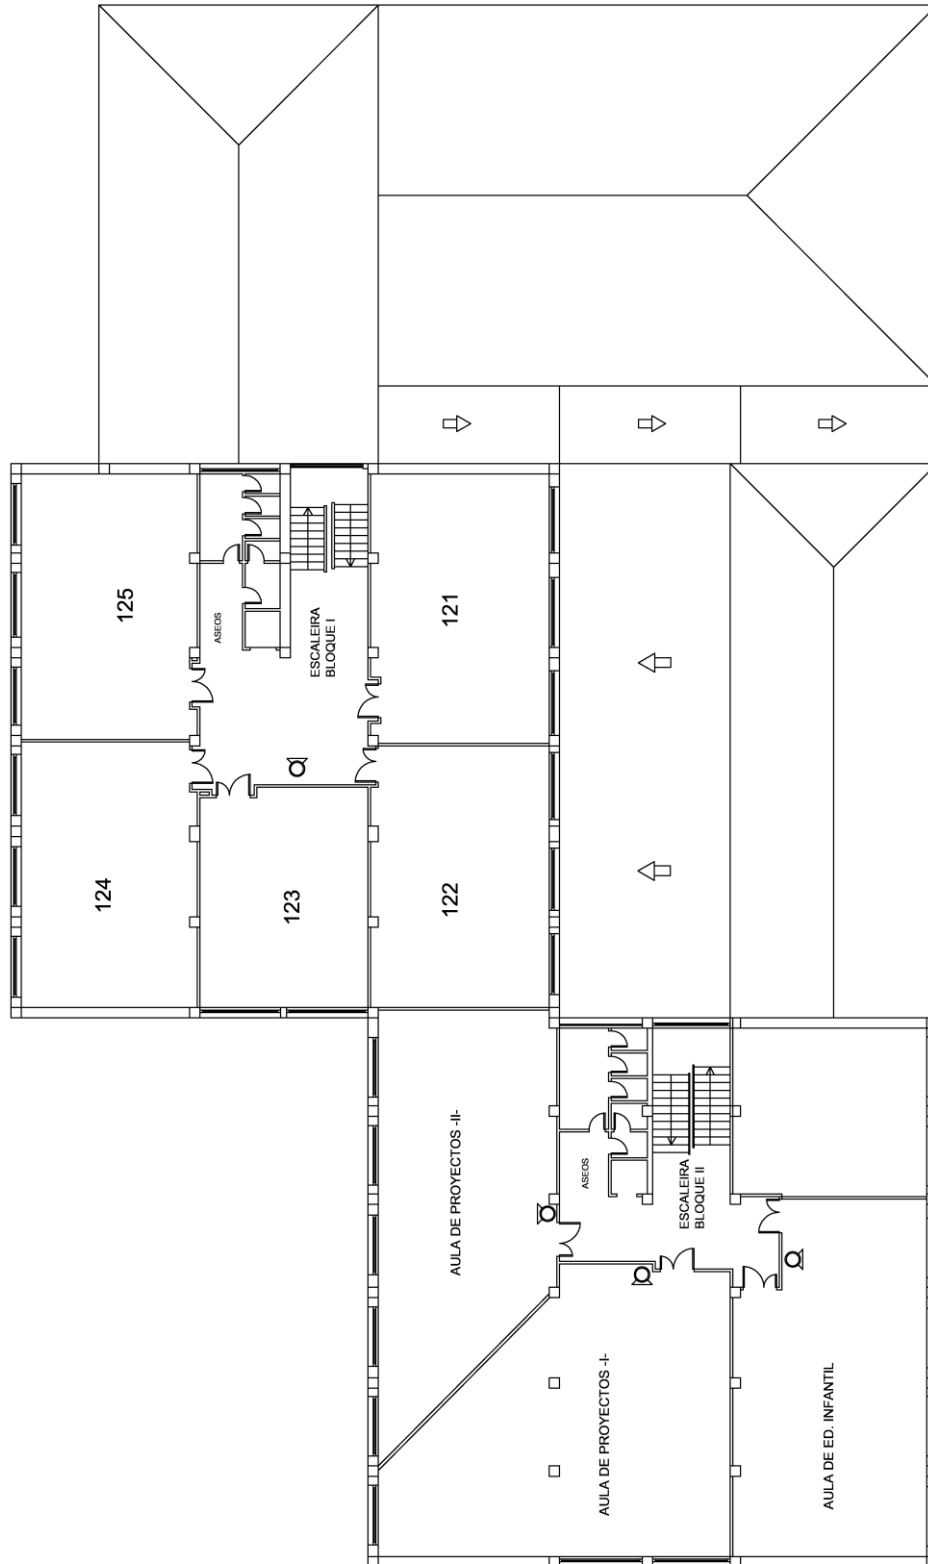 125
ASEOS
ESCALEIRA
BLOQUE I
121
124
123
122
AULA DE PROYECTOS -II-
ASEOS
ESCALEIRA
BLOQUE II
AULA DE PROYECTOS -I-
AULA DE ED. INFANTIL